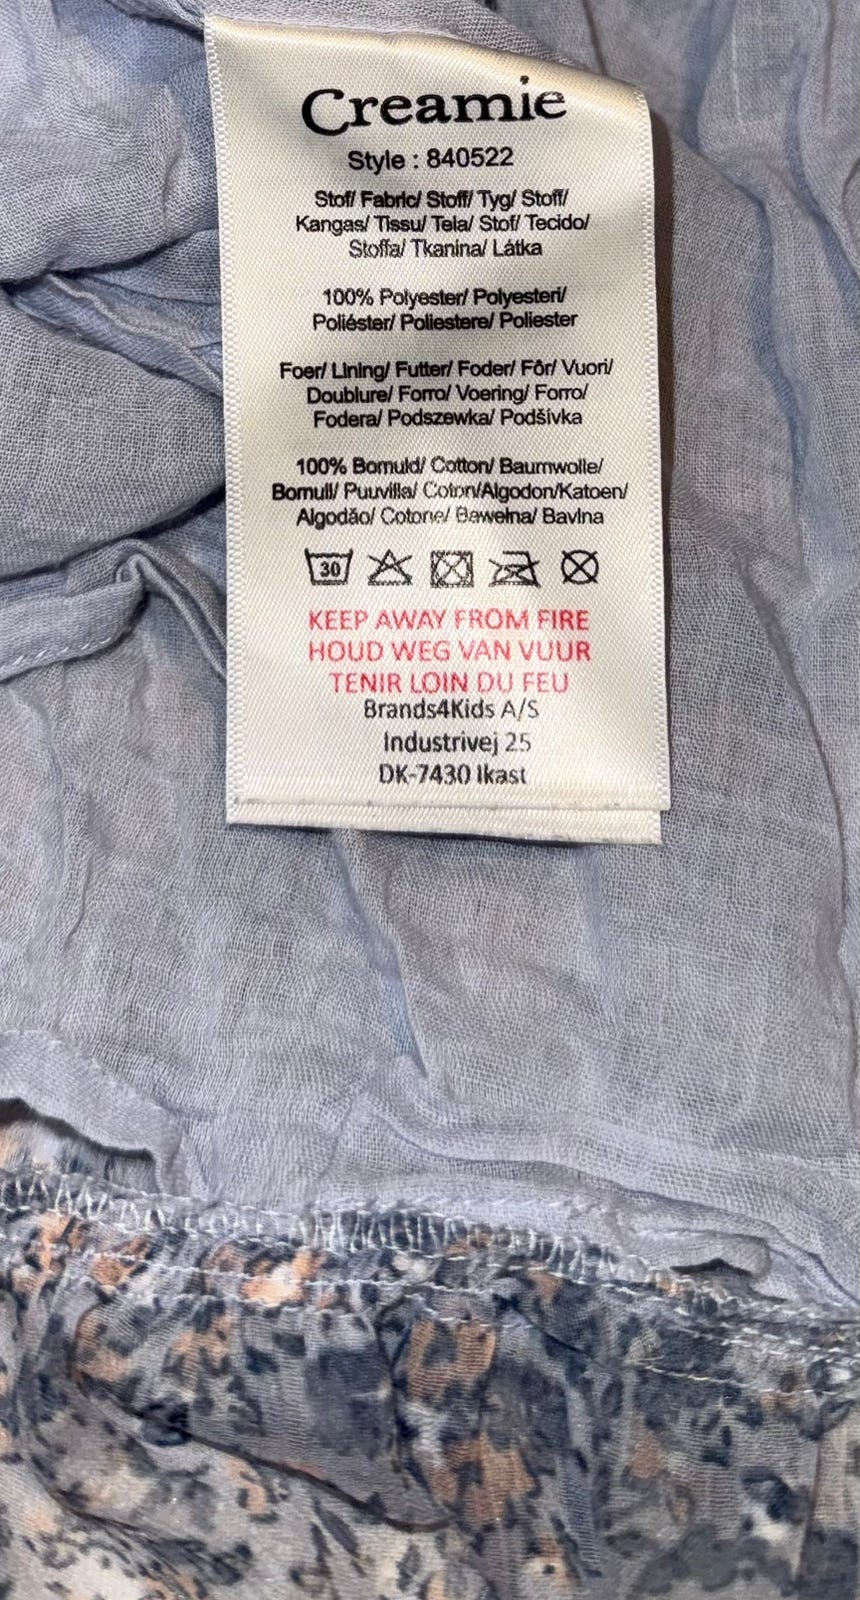 Creamie
Style : 840522
Stof/ Fabric/ Stoff/ Tyg/ Stoff/
Kangas/ Tissu/ Tela/ Stof/ Tecido/
Stoffa/ Tkanina/ Látka
100% Polyester/ Polyesteri/
Poliéster/ Poliestere/ Poliester
Foer/ Lining/ Futter/ Foder/ Fôr/ Vuori/
Doublure/ Forro/ Voering/ Forro/
Fodera/ Podszewka/ Podšívka
100% Bomuld/ Cotton/ Baumwolle/
Bomull/ Puuvilla/ Coton/Algodon/Katoen/
Algodão/ Cotone/ Bawełna/ Bavlna
30
KEEP AWAY FROM FIRE
HOUD WEG VAN VUUR
TENIR LOIN DU FEU
Brands4Kids A/S
Industrivej 25
DK-7430 Ikast